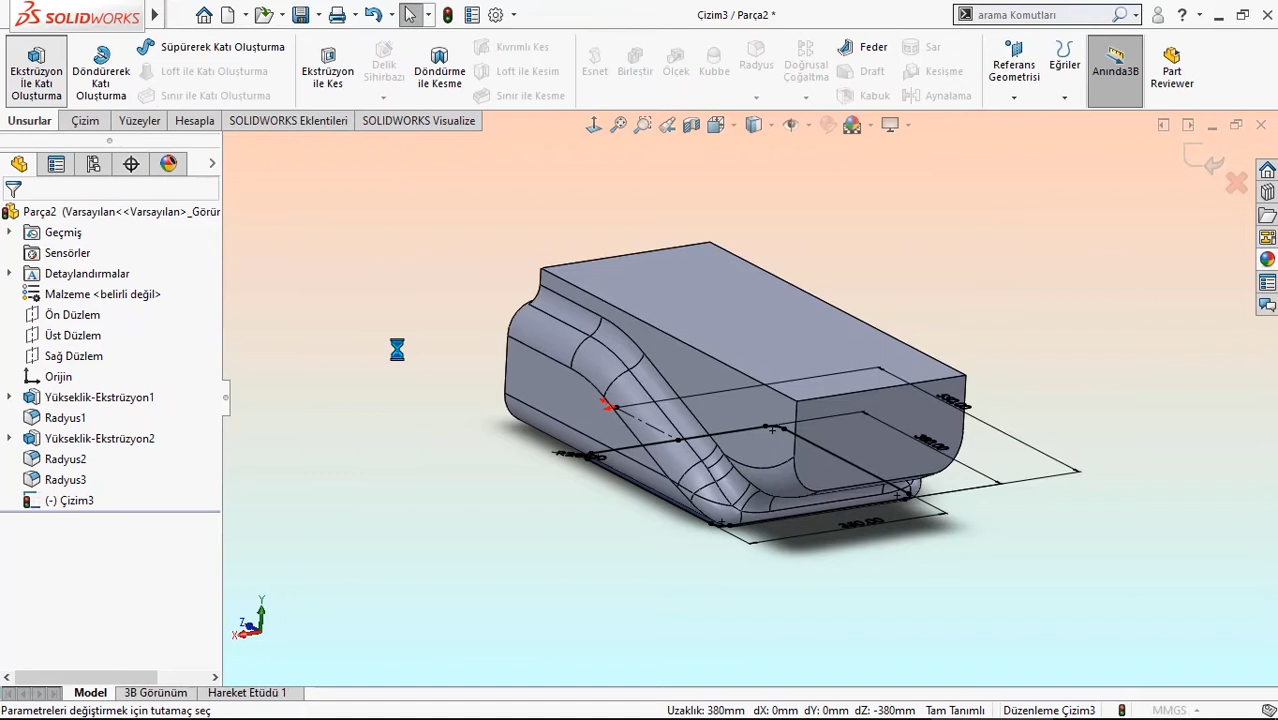 SOLIDWORKS
Çizim3 / Parça2 *
arama Komutları
Ekstrüzyon
ile Katı
Oluşturma
Döndürerek
Katı
Oluşturma
Süpürerek Katı Oluşturma
Loft ile Katı Oluşturma
Sınır ile Katı Oluşturma
Ekstrüzyon
ile Kes
Delik
Sihirbazı
Döndürme
ile Kesme
Kıvrımlı Kes
Loft ile Kesim
Sınır ile Kesme
Esnet
Birleştir
Ölçek
Kubbe
Radyus
Doğrusal
Çoğaltma
Feder
Draft
Kabuk
Sar
Kesişme
Aynalama
Referans
Geometrisi
Eğriler
Anında3B
Part
Reviewer
Unsurlar
Çizim
Yüzeyler
Hesapla
SOLIDWORKS Eklentileri
SOLIDWORKS Visualize
Parça2 (Varsayılan<<Varsayılan>_Görür
Geçmiş
Sensörler
Detaylandırmalar
Malzeme <belirli değil>
Ön Düzlem
Üst Düzlem
Sağ Düzlem
Orijin
Yükseklik-Ekstrüzyon1
Radyus1
Yükseklik-Ekstrüzyon2
Radyus2
Radyus3
(-) Çizim3
380.00
Y
Z
X
Model
3B Görünüm
Hareket Etüdü 1
Parametreleri değiştirmek için tutamaç seç
Uzaklık: 380mm
dX: 0mm
dY: 0mm
dZ: -380mm
Tam Tanımlı
Düzenleme Çizim3
MMGS